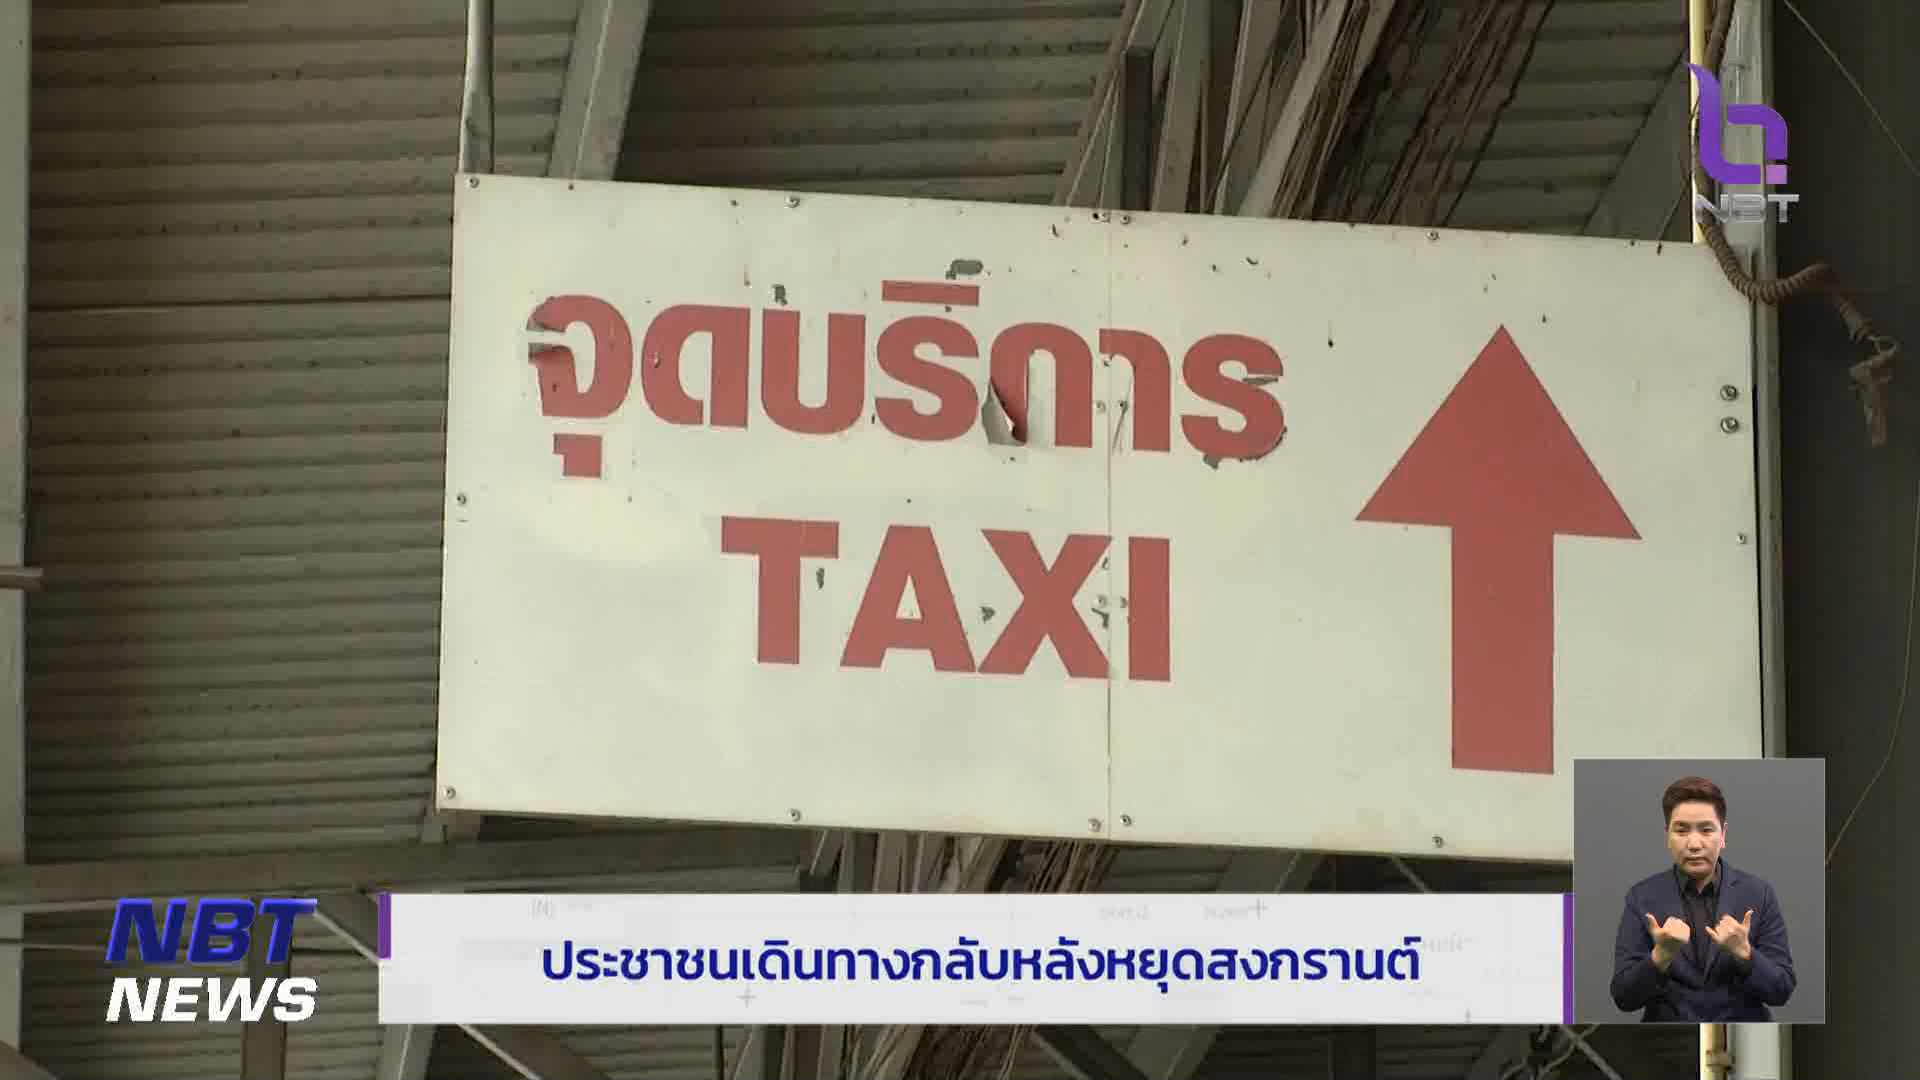 NBT
จุดบริการ
TAXI
NBT
NEWS
ประชาชนเดินทางกลับหลังหยุดสงกรานต์